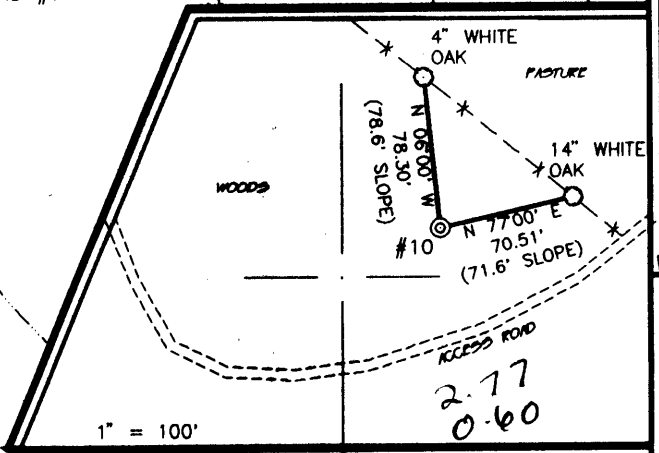 4" WHITE
OAK
PASTURE
N 06°00' W
78.30'
(78.6' SLOPE)
14" WHITE
OAK
WOODS
N 77°00' E
70.51'
(71.6' SLOPE)
#10
ACCESS ROAD
2.77
0.60
1" = 100'